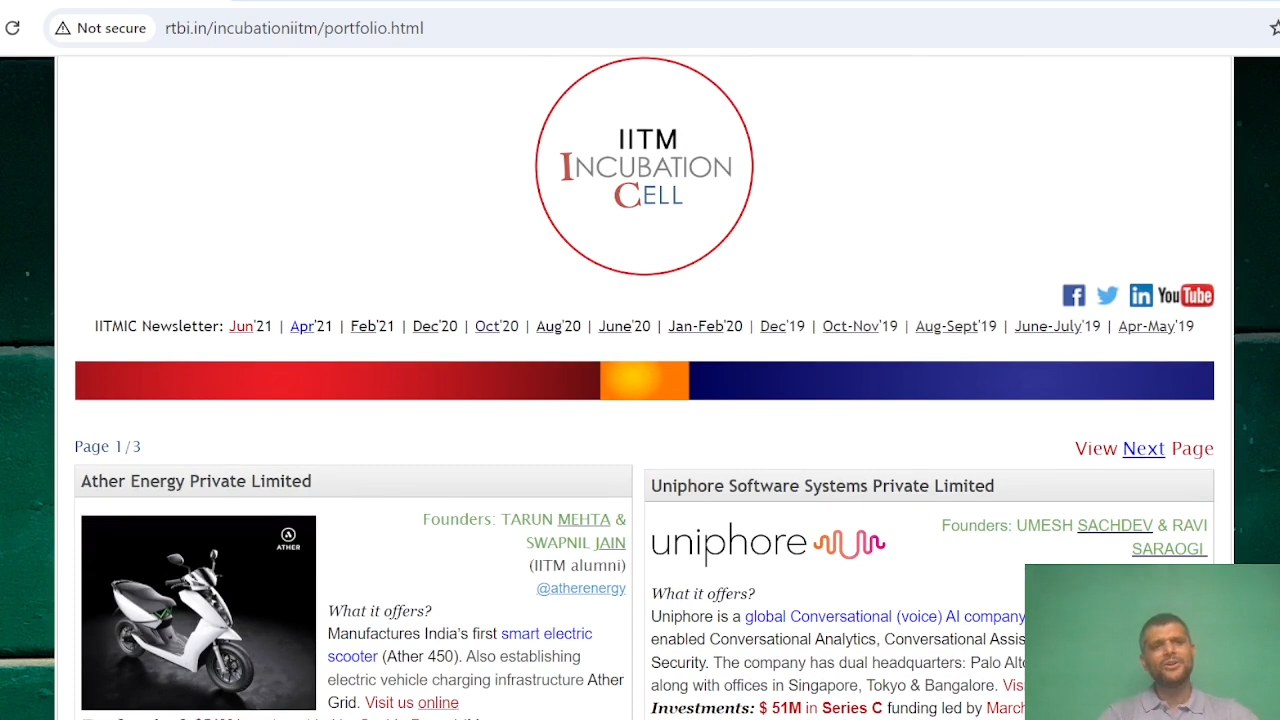 Not secure
rtbi.in/incubationiitm/portfolio.html
IITM
INCUBATION
CELL
You Tube
IITMIC Newsletter: Jun'21 | Apr'21 | Feb'21 | Dec'20 | Oct'20 | Aug'20 | June'20 | Jan-Feb'20 | Dec'19 | Oct-Nov'19 | Aug-Sept'19 | June-July'19 | Apr-May'19
Page 1/3
View Next Page
Ather Energy Private Limited
ATHER
Founders: TARUN MEHTA &
SWAPNIL JAIN
(IITM alumni)
@atherenergy
What it offers?
Manufactures India's first smart electric
scooter (Ather 450). Also establishing
electric vehicle charging infrastructure Ather
Grid. Visit us online
Uniphore Software Systems Private Limited
uniphore
Founders: UMESH SACHDEV & RAVI
SARAOGI
What it offers?
Uniphore is a global Conversational (voice) AI company
enabled Conversational Analytics, Conversational Assis
Security. The company has dual headquarters: Palo Alt
along with offices in Singapore, Tokyo & Bangalore. Vis
Investments: $ 51M in Series C funding led by March